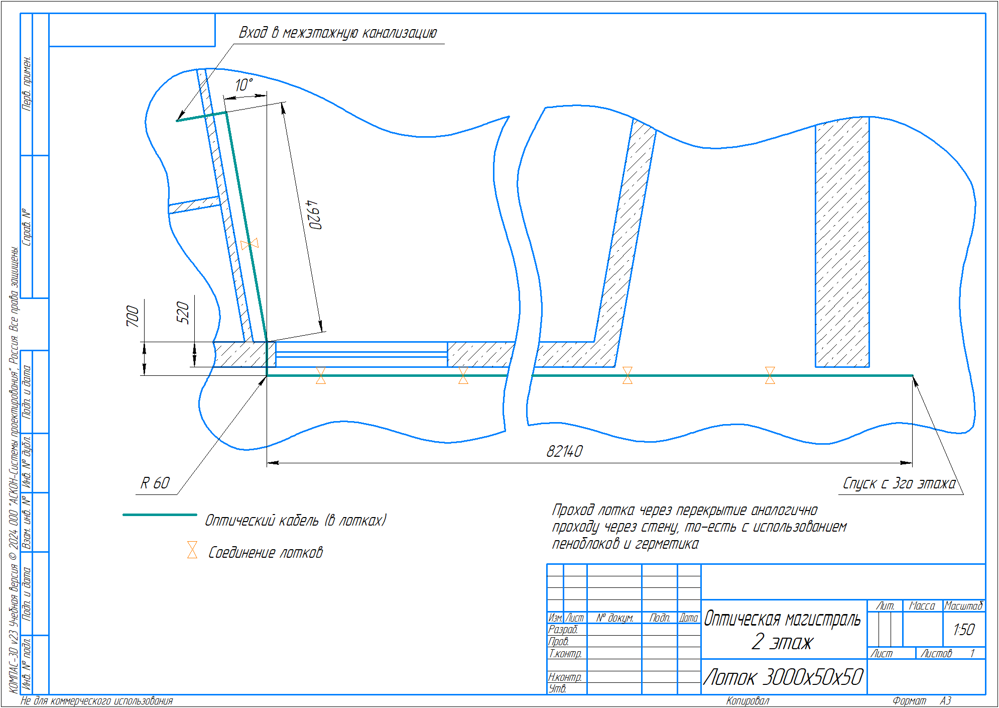 Вход в межэтажную канализацию
10°
4920
700
520
82140
R 60
Спуск с 3го этажа
Оптический кабель (в лотках)
Соединение лотков
Проход лотка через перекрытие аналогично
проходу через стену, то-есть с использованием
пеноблоков и герметика
Перв. примен.
Справ. №
Подп. и дата
Инв. № дубл.
Взам. инв. №
Подп. и дата
Инв. № подл.
КОМПАС-3D v23 Учебная версия © 2024 ООО "АСКОН-Системы проектирования", Россия. Все права защищены.
Изм. Лист № докум. Подп. Дата
Разраб.
Пров.
Т.контр.
Н.контр.
Утв.
Оптическая магистраль
2 этаж
Лоток 3000х50х50
Лит. Масса Масштаб
1:50
Лист Листов 1
Не для коммерческого использования
Копировал
Формат А3